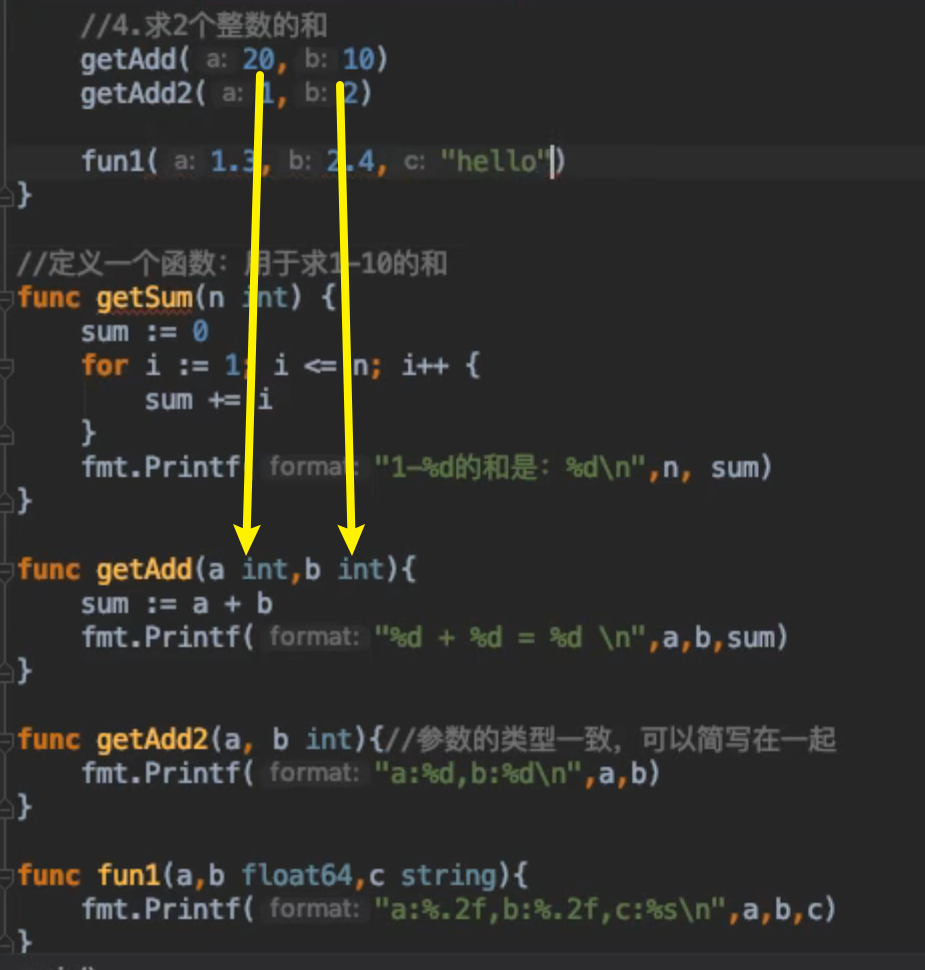 //4.求2个整数的和
getAdd( a: 20, b: 10)
getAdd2( a: 1, b: 2)
fun1( a: 1.3, b: 2.4, c: "hello")
}
//定义一个函数：用于求1-10的和
func getSum(n int) {
sum := 0
for i := 1; i <= n; i++ {
sum += i
}
fmt.Printf( format: "1-%d的和是：%d\n",n, sum)
}
func getAdd(a int,b int){
sum := a + b
fmt.Printf( format: "%d + %d = %d \n",a,b,sum)
}
func getAdd2(a, b int){//参数的类型一致，可以简写在一起
fmt.Printf( format: "a:%d,b:%d\n",a,b)
}
func fun1(a,b float64,c string){
fmt.Printf( format: "a:%.2f,b:%.2f,c:%s\n",a,b,c)
}